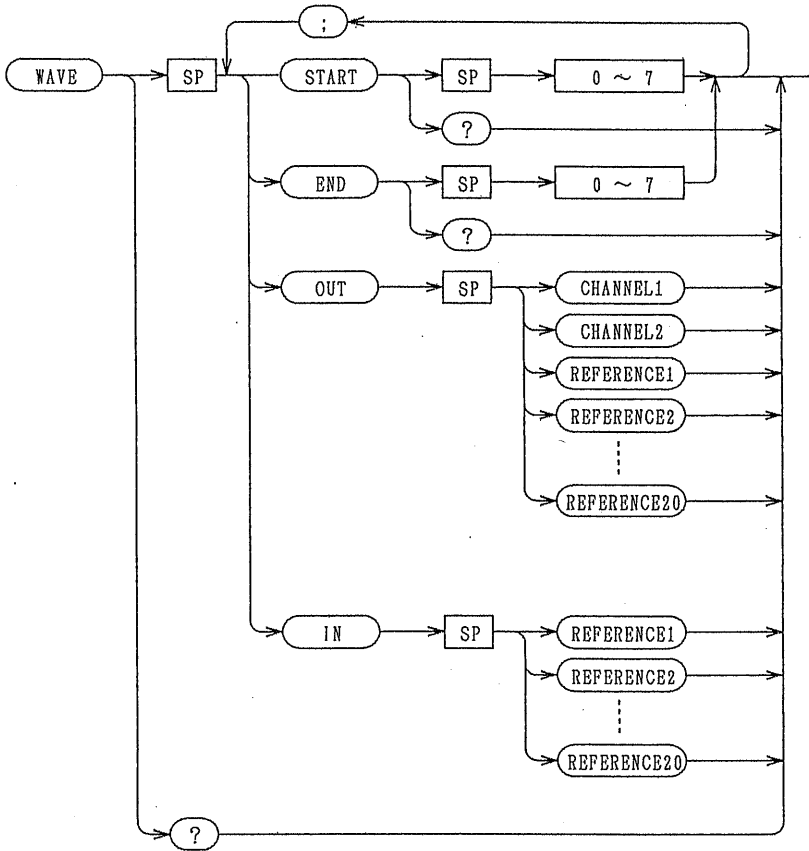 ;
WAVE SP START SP 0 ~ 7
?
END SP 0 ~ 7
?
OUT SP CHANNEL1
CHANNEL2
REFERENCE1
REFERENCE2
REFERENCE20
IN SP REFERENCE1
REFERENCE2
REFERENCE20
?